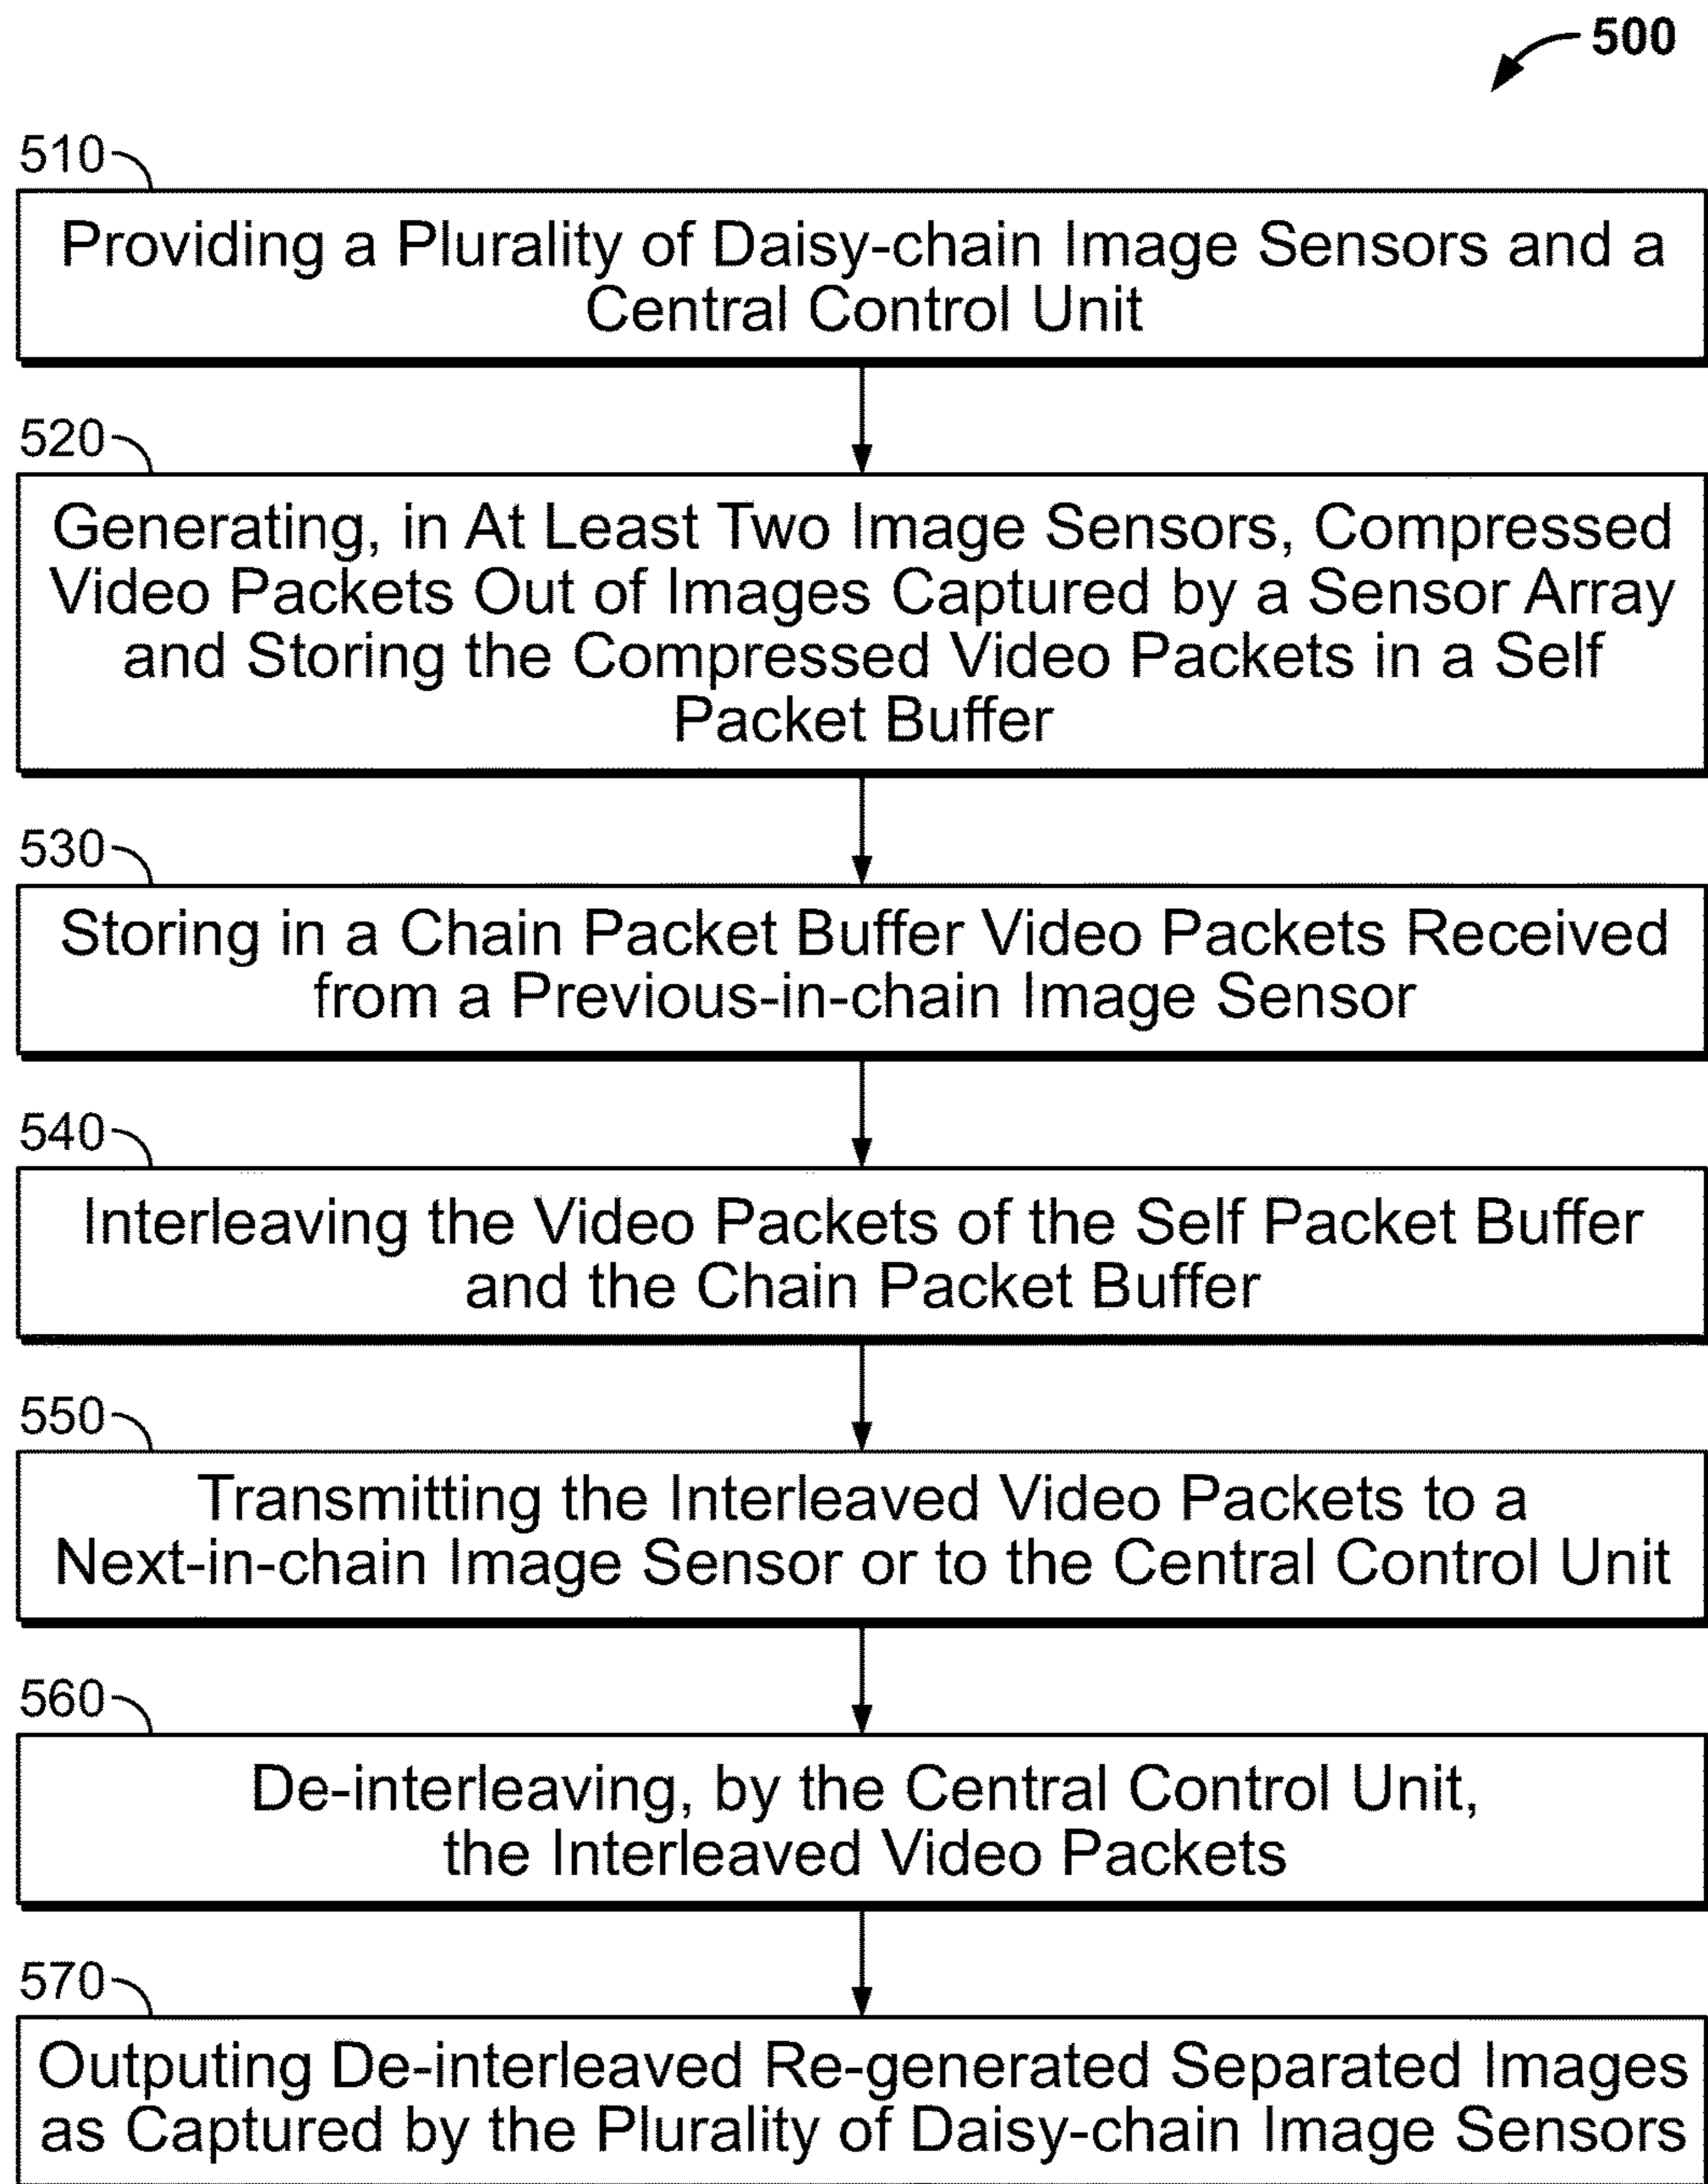 500
510
Providing a Plurality of Daisy-chain Image Sensors and a
Central Control Unit
520
Generating, in At Least Two Image Sensors, Compressed
Video Packets Out of Images Captured by a Sensor Array
and Storing the Compressed Video Packets in a Self
Packet Buffer
530
Storing in a Chain Packet Buffer Video Packets Received
from a Previous-in-chain Image Sensor
540
Interleaving the Video Packets of the Self Packet Buffer
and the Chain Packet Buffer
550
Transmitting the Interleaved Video Packets to a
Next-in-chain Image Sensor or to the Central Control Unit
560
De-interleaving, by the Central Control Unit,
the Interleaved Video Packets
570
Outputing De-interleaved Re-generated Separated Images
as Captured by the Plurality of Daisy-chain Image Sensors